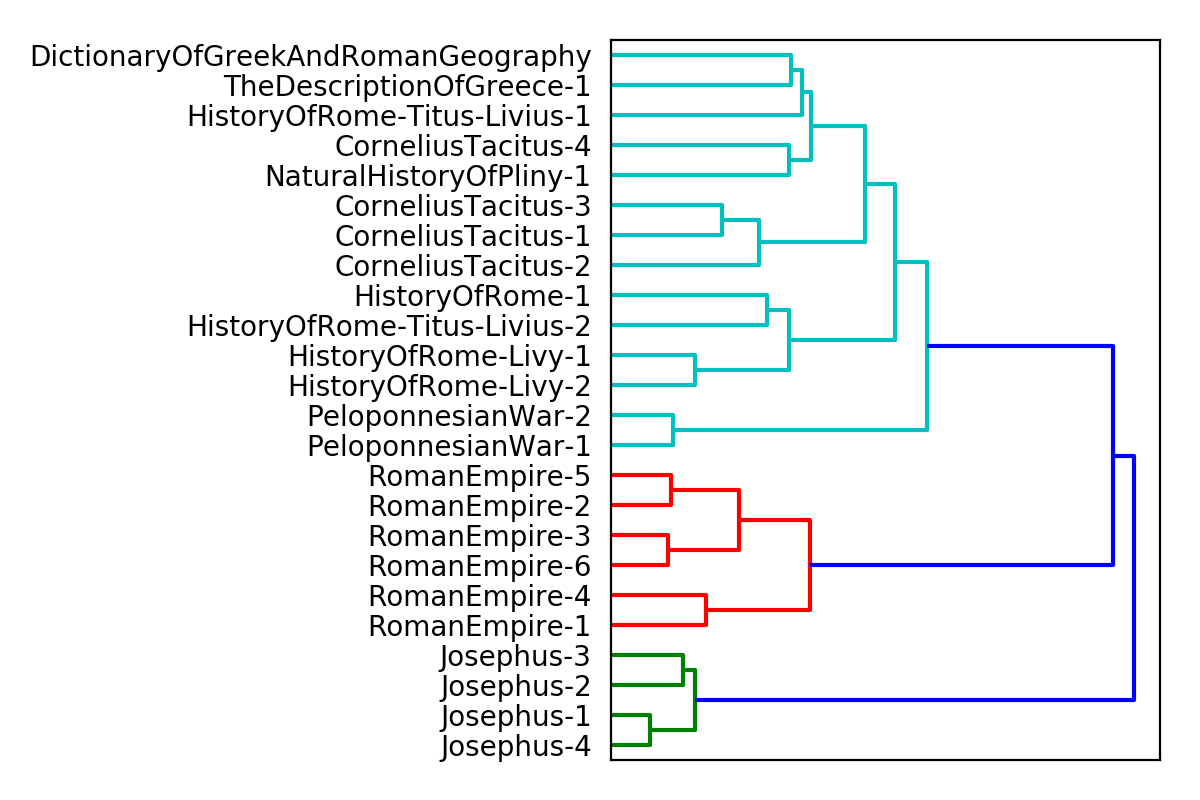 DictionaryOfGreekAndRomanGeography
TheDescriptionOfGreece-1
HistoryOfRome-Titus-Livius-1
CorneliusTacitus-4
NaturalHistoryOfPliny-1
CorneliusTacitus-3
CorneliusTacitus-1
CorneliusTacitus-2
HistoryOfRome-1
HistoryOfRome-Titus-Livius-2
HistoryOfRome-Livy-1
HistoryOfRome-Livy-2
PeloponnesianWar-2
PeloponnesianWar-1
RomanEmpire-5
RomanEmpire-2
RomanEmpire-3
RomanEmpire-6
RomanEmpire-4
RomanEmpire-1
Josephus-3
Josephus-2
Josephus-1
Josephus-4